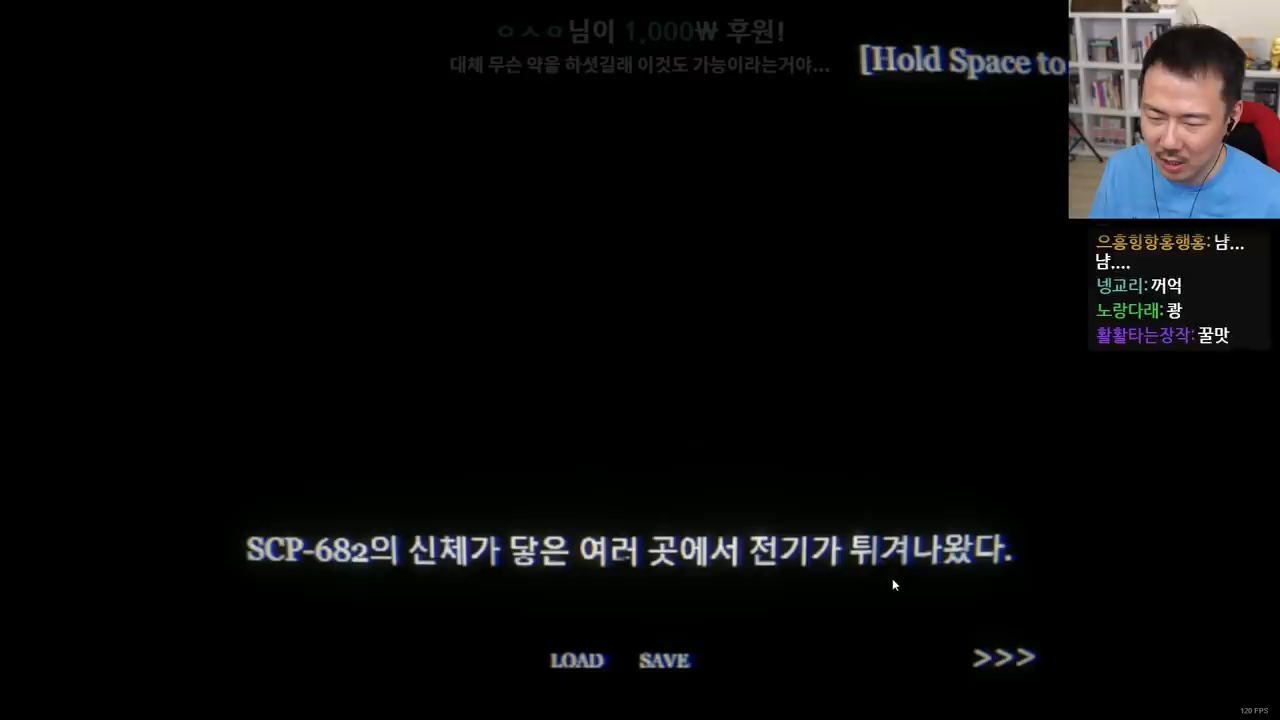 ㅇㅅㅇ님이 1,000₩ 후원!
대체 무슨 약을 하셧길래 이것도 가능이라는거야...
[Hold Space to
으흥힝항홍행홍: 냠...
냠....
넹교리: 꺼억
노랑다래: 쾅
활활타는장작: 꿀맛
SCP-682의 신체가 닿은 여러 곳에서 전기가 튀겨나왔다.
LOAD SAVE >>>
120 FPS